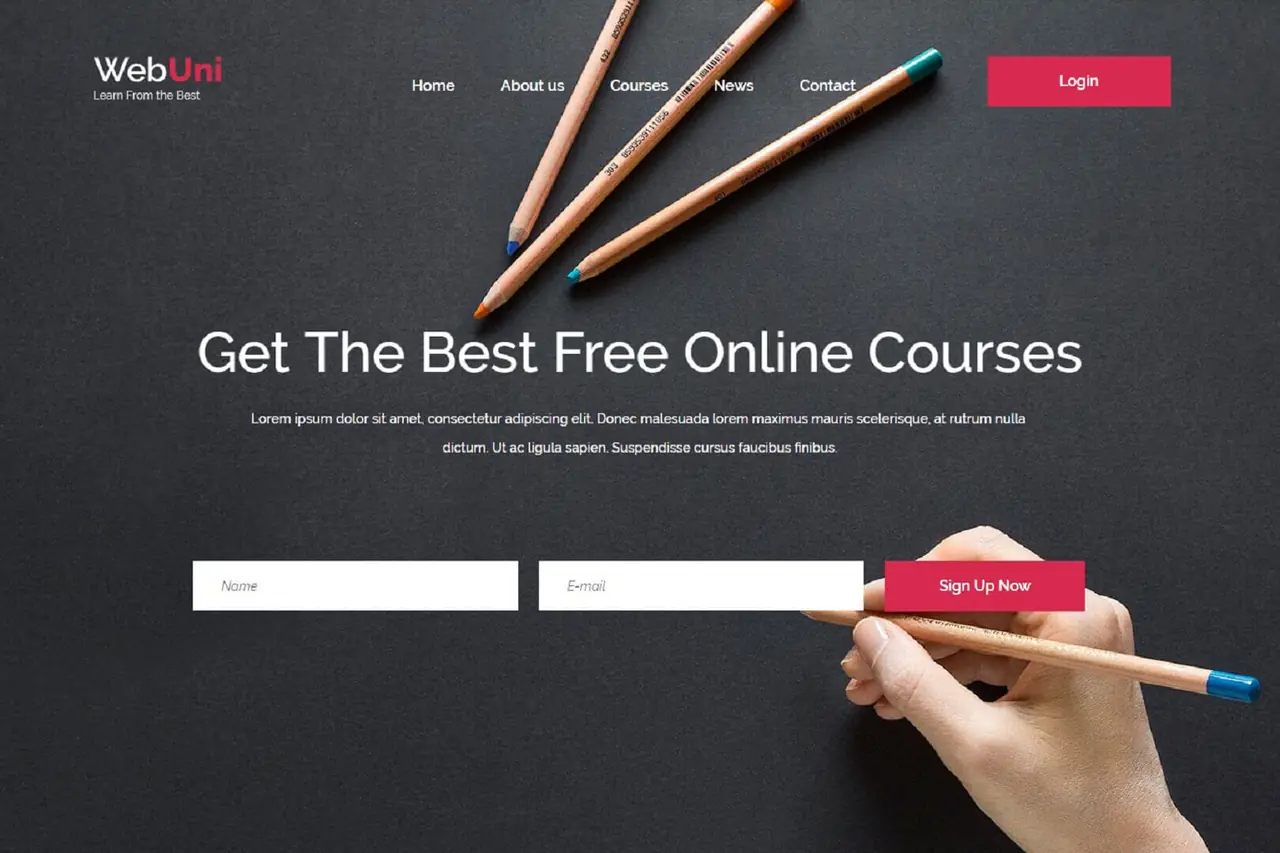 WebUni
Learn From the Best
Home
About us
Courses
News
Contact
Login
Get The Best Free Online Courses
Lorem ipsum dolor sit amet, consectetur adipiscing elit. Donec malesuada lorem maximus mauris scelerisque, at rutrum nulla
dictum. Ut ac ligula sapien. Suspendisse cursus faucibus finibus.
Name
E-mail
Sign Up Now